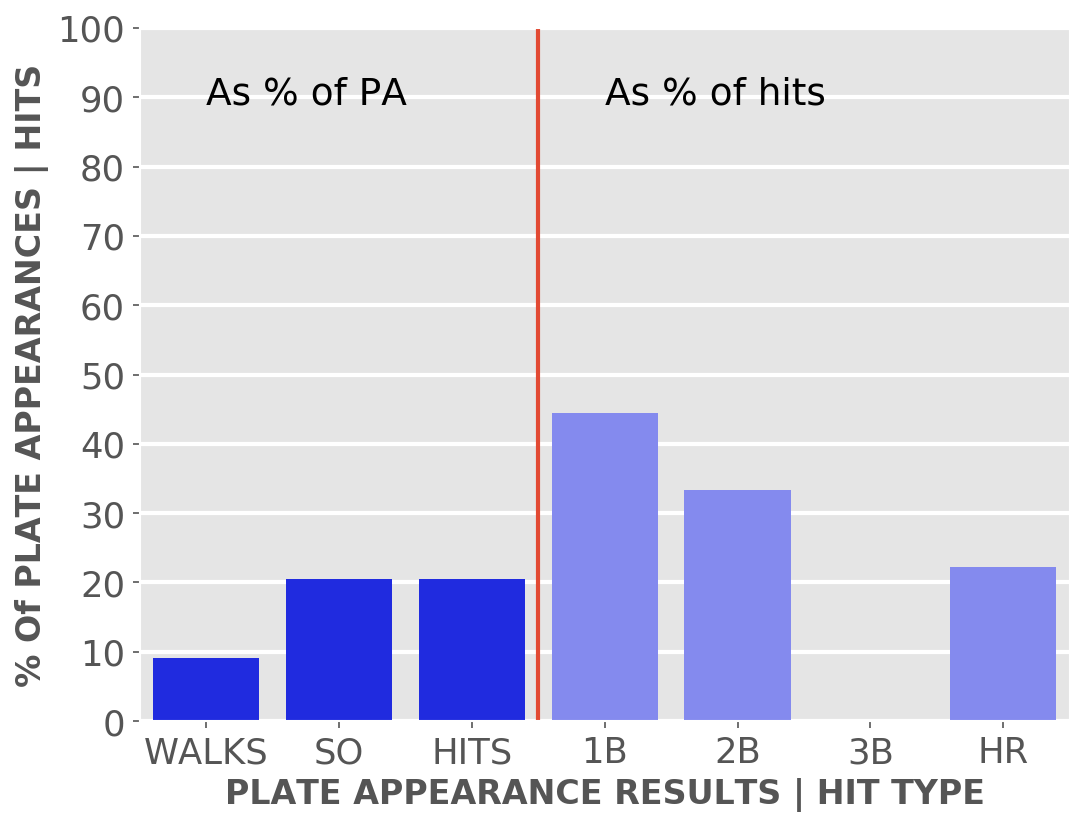 % Of PLATE APPEARANCES | HITS
100
90
80
70
60
50
40
30
20
10
0
As % of PA
As % of hits
WALKS SO HITS 1B 2B 3B HR
PLATE APPEARANCE RESULTS | HIT TYPE